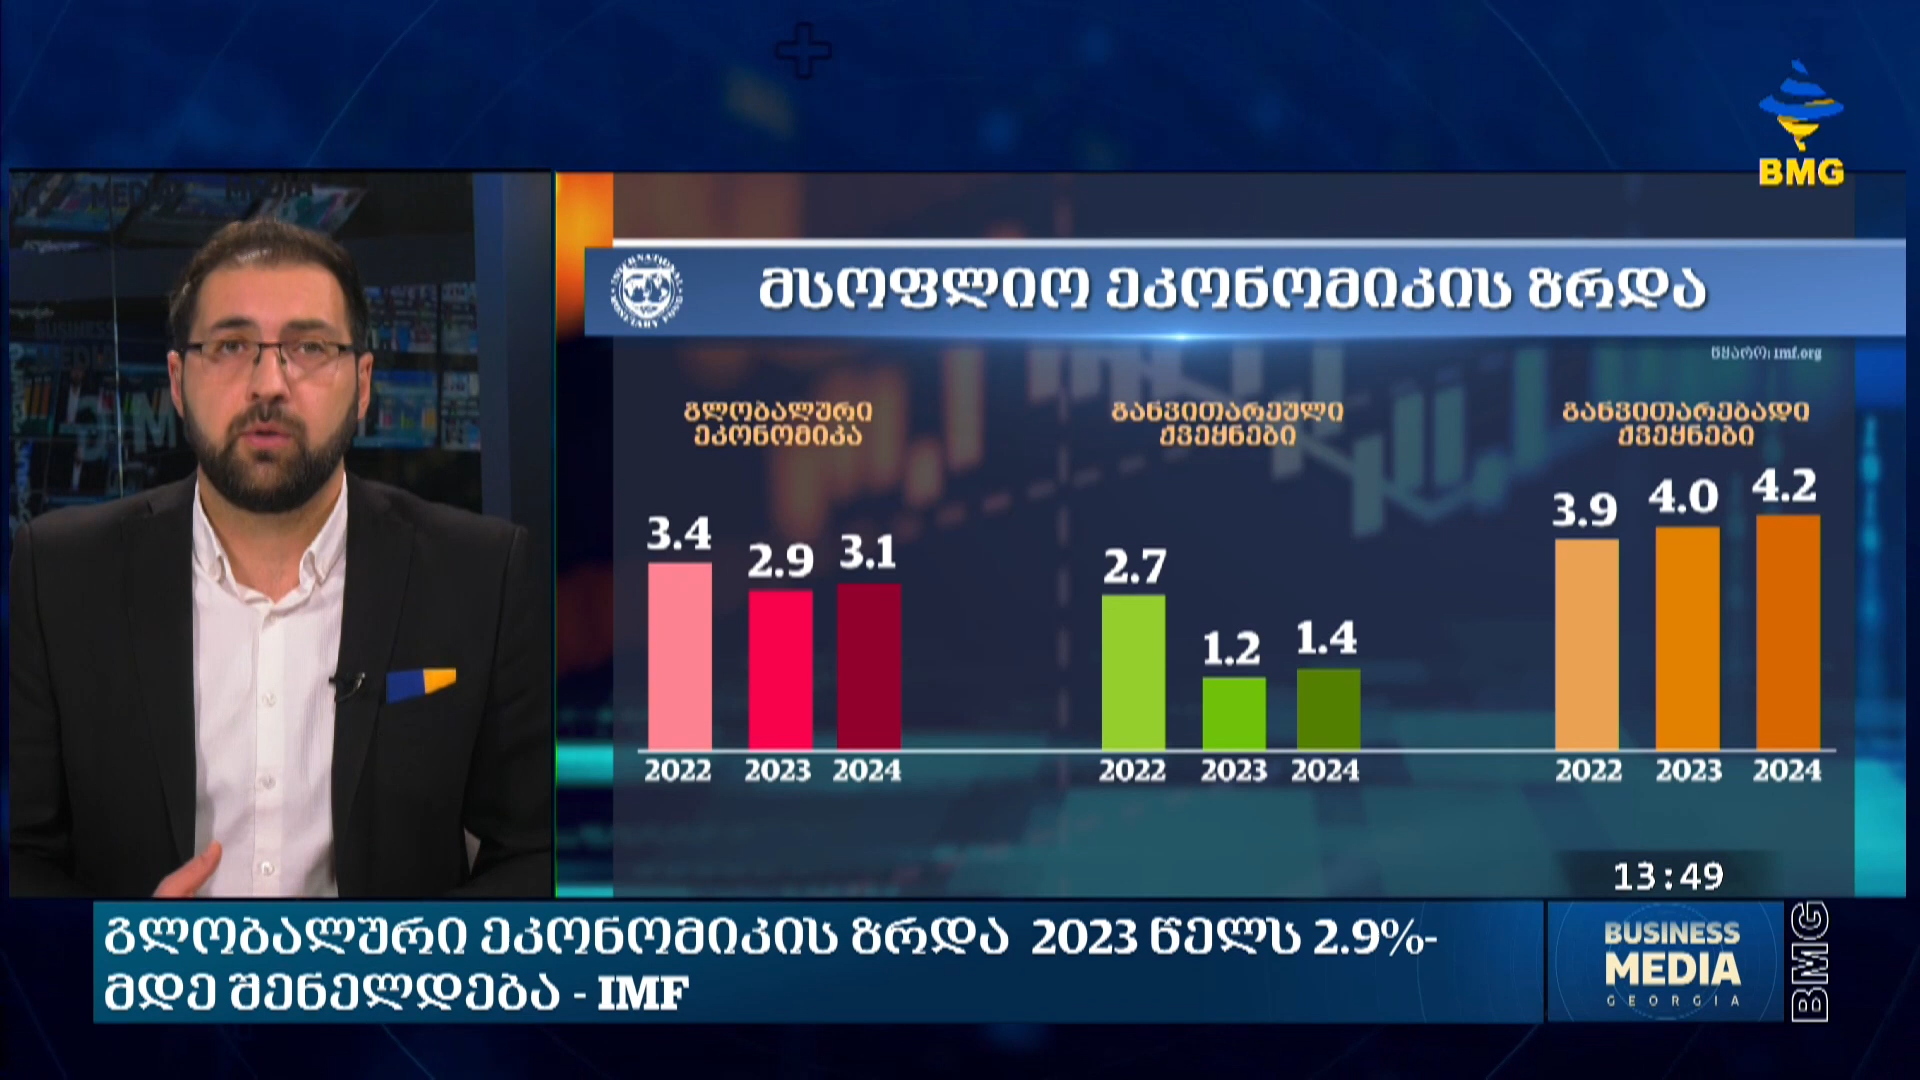 BMG
მსოფლიო ეკონომიკის ზრდა
წყარო: imf.org
გლობალური
ეკონომიკა
3.4 2.9 3.1
2022 2023 2024
განვითარეული
ქვეყნები
2.7 1.2 1.4
2022 2023 2024
განვითარებადი
ქვეყნები
3.9 4.0 4.2
2022 2023 2024
13:49
გლობალური ეკონომიკის ზრდა 2023 წელს 2.9%-
მდე შენელდება - IMF
BUSINESS
MEDIA
GEORGIA
BMG